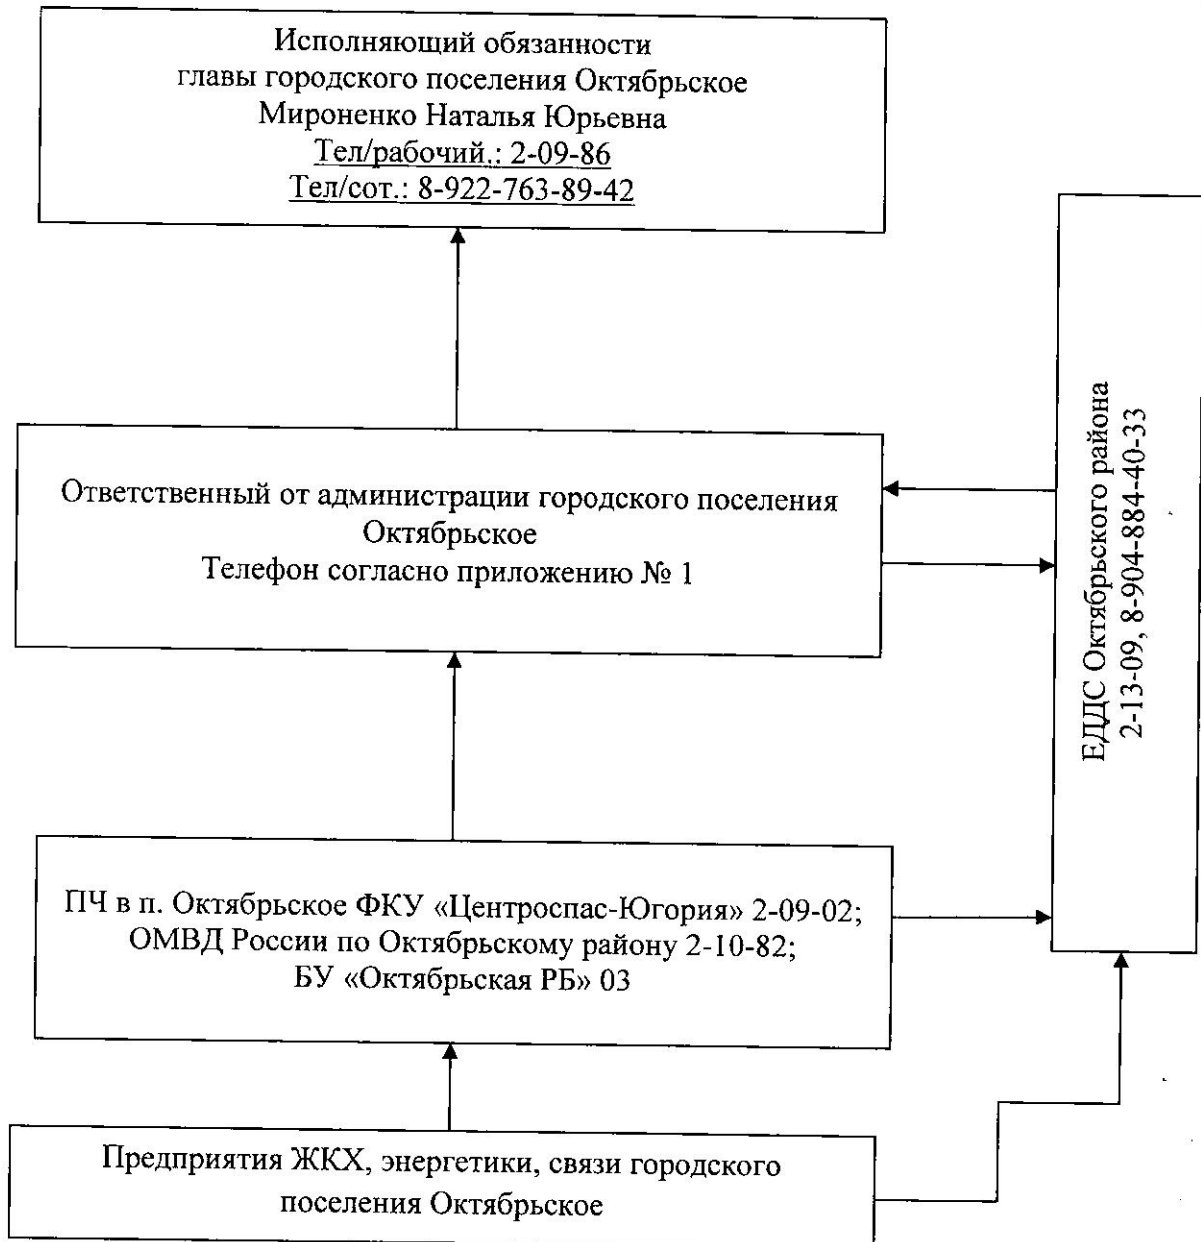 Исполняющий обязанности
главы городского поселения Октябрьское
Мироненко Наталья Юрьевна
Тел/рабочий.: 2-09-86
Тел/сот.: 8-922-763-89-42
Ответственный от администрации городского поселения
Октябрьское
Телефон согласно приложению № 1
ЕДДС Октябрьского района
2-13-09, 8-904-884-40-33
ПЧ в п. Октябрьское ФКУ «Центроспас-Югория» 2-09-02;
ОМВД России по Октябрьскому району 2-10-82;
БУ «Октябрьская РБ» 03
Предприятия ЖКХ, энергетики, связи городского
поселения Октябрьское